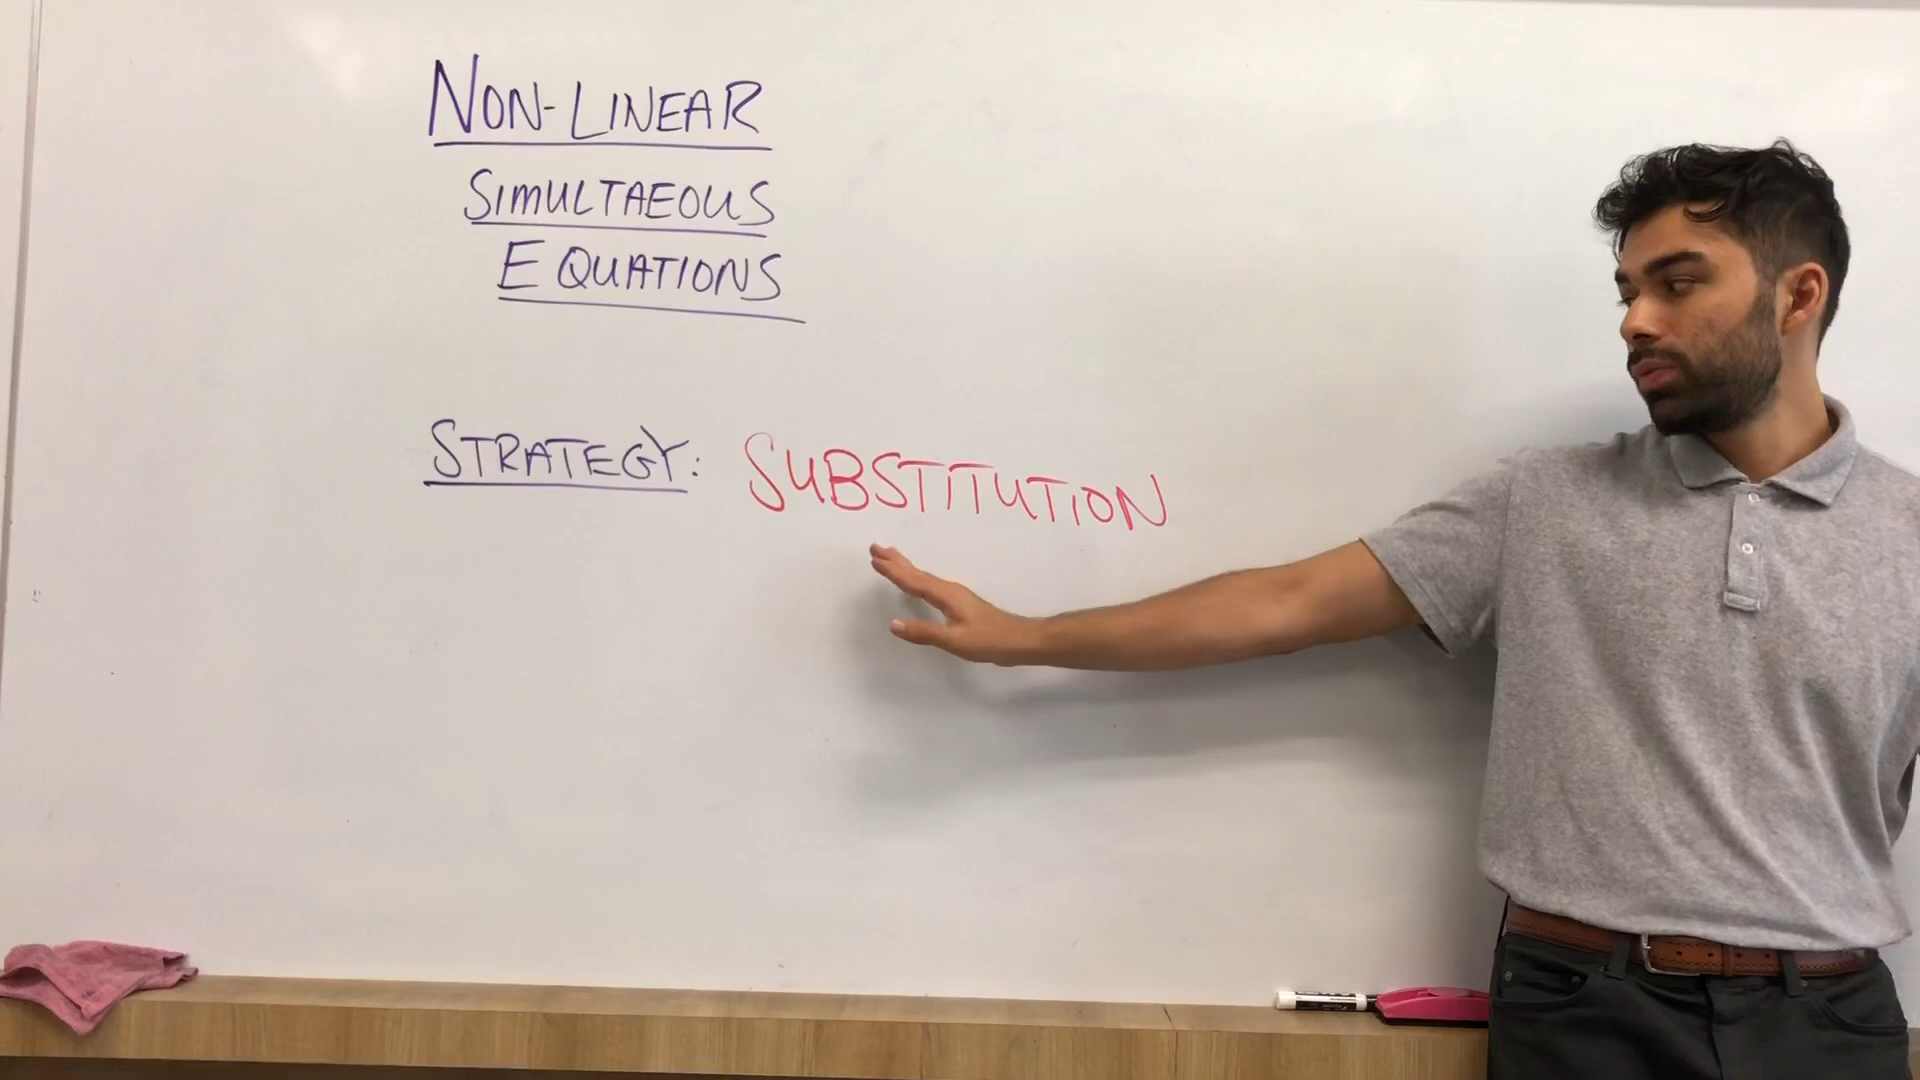 NON-LINEAR
SIMULTAEOUS
EQUATIONS
STRATEGY: SUBSTITUTION